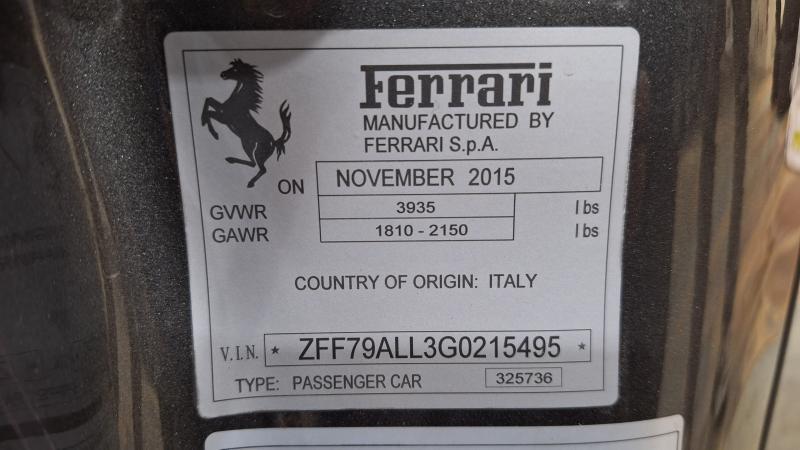 Ferrari
MANUFACTURED BY
FERRARI S.p.A.
ON NOVEMBER 2015
GVWR 3935 lbs
GAWR 1810 - 2150 lbs
COUNTRY OF ORIGIN: ITALY
V.I.N. * ZFF79ALL3G0215495 *
TYPE: PASSENGER CAR 325736